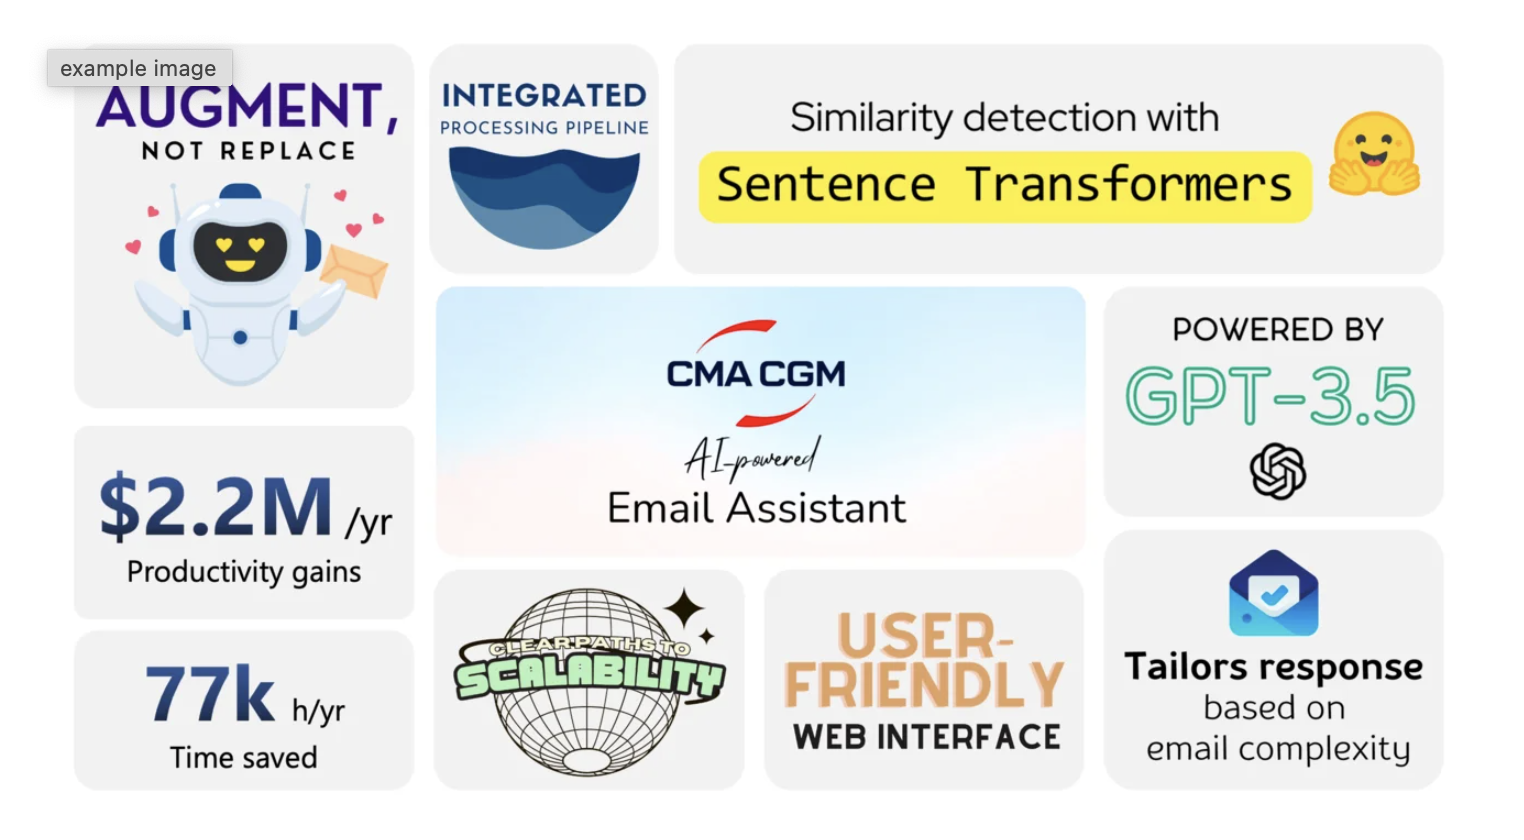 example image
AUGMENT,
NOT REPLACE
INTEGRATED
PROCESSING PIPELINE
Similarity detection with
Sentence Transformers
CMA CGM
AI-powered
Email Assistant
POWERED BY
GPT-3.5
$2.2M /yr
Productivity gains
77k h/yr
Time saved
CLEAR PATHS TO
SCALABILITY
USER-
FRIENDLY
WEB INTERFACE
Tailors response
based on
email complexity